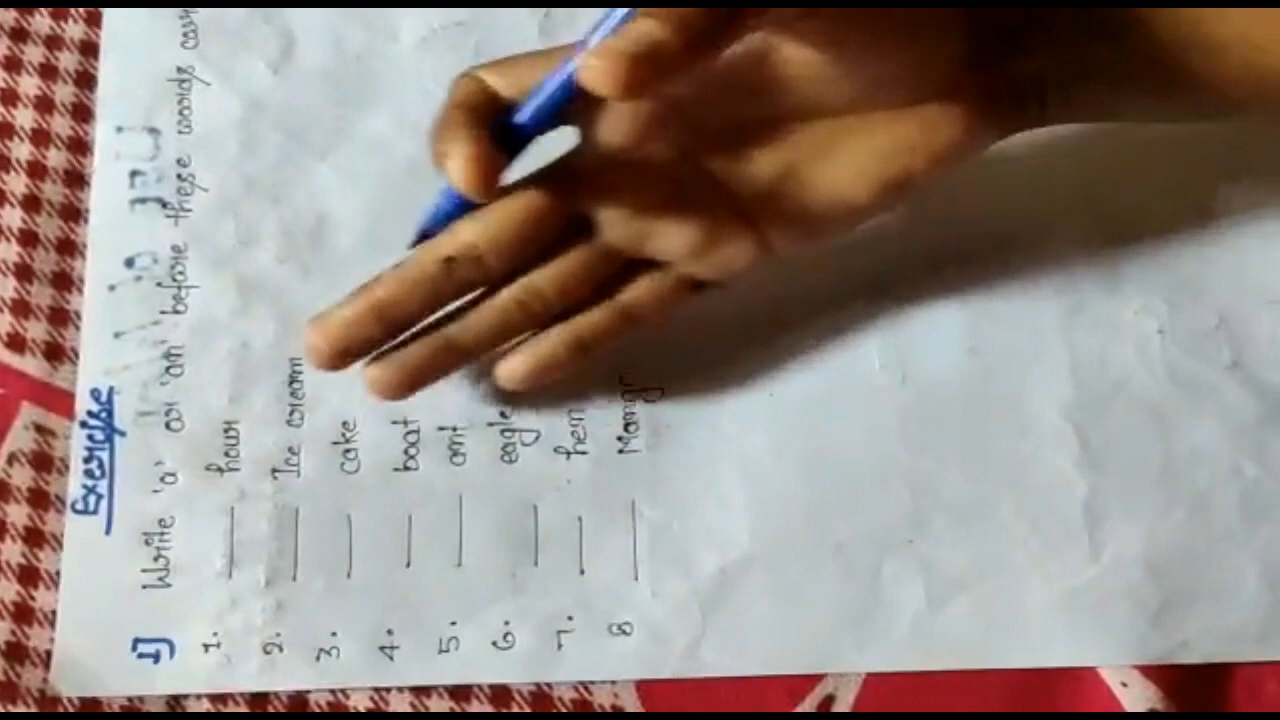 Exercise
1] Write 'a' or 'an' before these words
1. ___ hour
2. ___ Ice cream
3. ___ cake
4. ___ boat
5. ___ ant
6. ___ eagle
7. ___ hen
8 ___